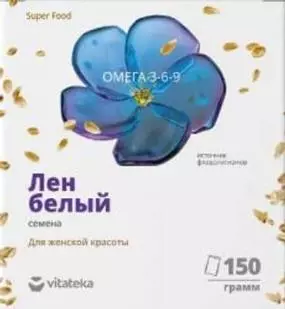 Super Food
ОМЕГА-3-6-9
источник
флавоноидов
Лен
белый
семена
Для женской красоты
vitateka
150
грамм